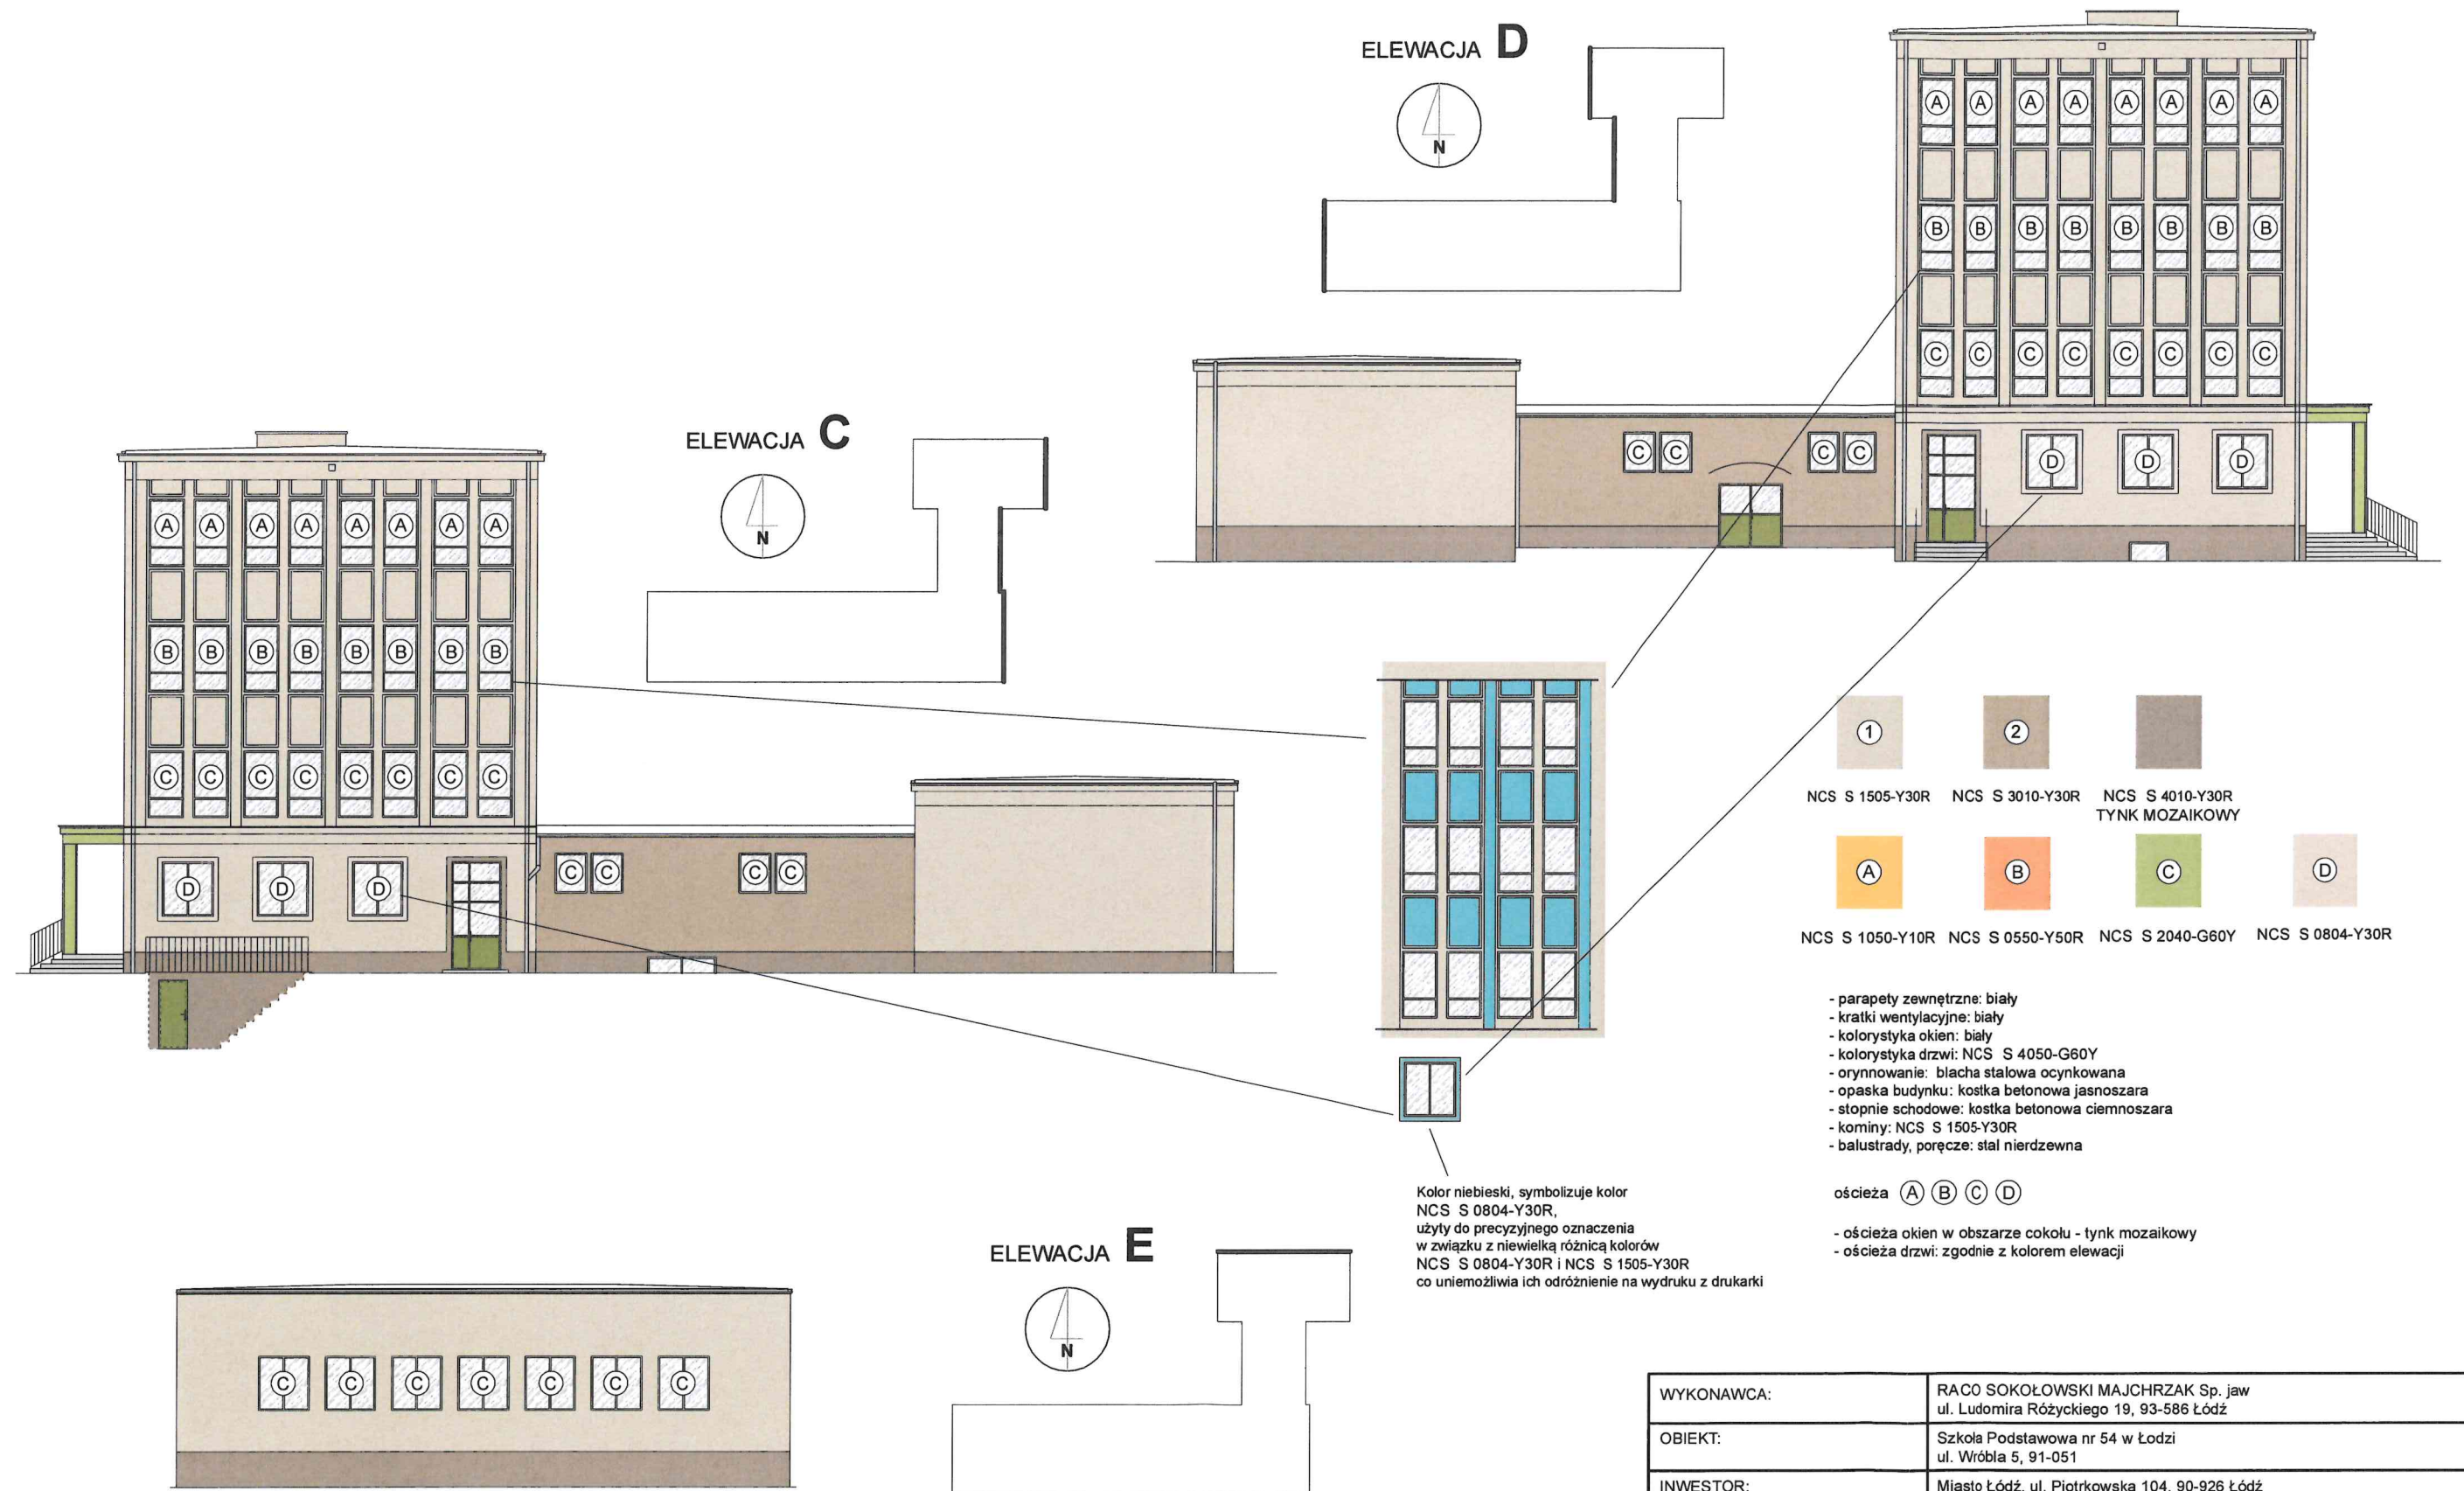 ELEWACJA D
N
A A A A A A A A
B B B B B B B B
C C C C C C C C
C C C C
D D D
ELEWACJA C
N
A A A A A A A A
B B B B B B B B
C C C C C C C C
C C C C
D D D
1
2
NCS S 1505-Y30R
NCS S 3010-Y30R
NCS S 4010-Y30R
TYNK MOZAIKOWY
A
B
C
D
NCS S 1050-Y10R
NCS S 0550-Y50R
NCS S 2040-G60Y
NCS S 0804-Y30R
- parapety zewnętrzne: biały
- kratki wentylacyjne: biały
- kolorystyka okien: biały
- kolorystyka drzwi: NCS S 4050-G60Y
- orynnowanie: blacha stalowa ocynkowana
- opaska budynku: kostka betonowa jasnoszara
- stopnie schodowe: kostka betonowa ciemnoszara
- kominy: NCS S 1505-Y30R
- balustrady, poręcze: stal nierdzewna
ościeża A B C D
- ościeża okien w obszarze cokołu - tynk mozaikowy
- ościeża drzwi: zgodnie z kolorem elewacji
Kolor niebieski, symbolizuje kolor
NCS S 0804-Y30R,
użyty do precyzyjnego oznaczenia
w związku z niewielką różnicą kolorów
NCS S 0804-Y30R i NCS S 1505-Y30R
co uniemożliwia ich odróżnienie na wydruku z drukarki
ELEWACJA E
N
C C C C C C C
WYKONAWCA:
RACO SOKOŁOWSKI MAJCHRZAK Sp. jaw
ul. Ludomira Różyckiego 19, 93-586 Łódź
OBIEKT:
Szkoła Podstawowa nr 54 w Łodzi
ul. Wróbla 5, 91-051
INWESTOR:
Miasto Łódź, ul. Piotrkowska 104, 90-926 Łódź